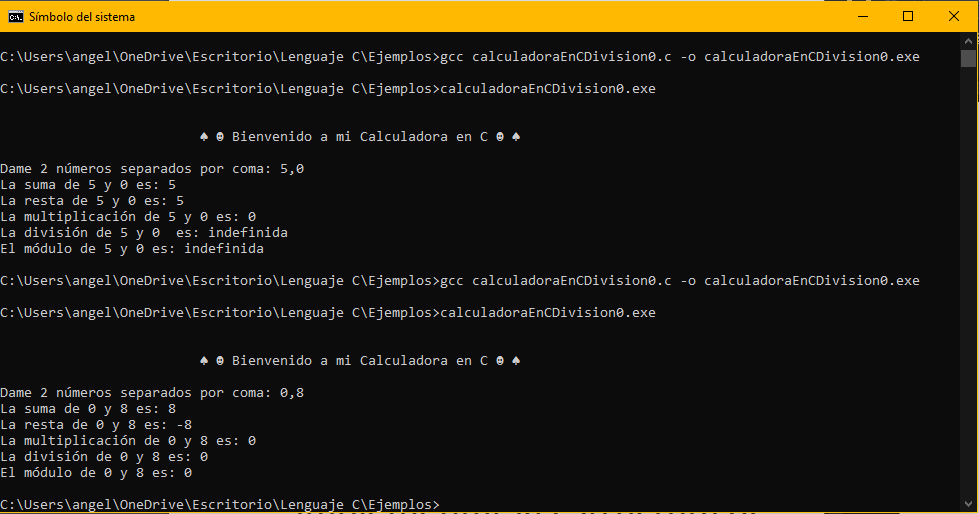 Símbolo del sistema
C:\Users\angel\OneDrive\Escritorio\Lenguaje C\Ejemplos>gcc calculadoraEnCDivision0.c -o calculadoraEnCDivision0.exe
C:\Users\angel\OneDrive\Escritorio\Lenguaje C\Ejemplos>calculadoraEnCDivision0.exe
♠ ☻ Bienvenido a mi Calculadora en C ☻ ♠
Dame 2 números separados por coma: 5,0
La suma de 5 y 0 es: 5
La resta de 5 y 0 es: 5
La multiplicación de 5 y 0 es: 0
La división de 5 y 0  es: indefinida
El módulo de 5 y 0 es: indefinida
C:\Users\angel\OneDrive\Escritorio\Lenguaje C\Ejemplos>gcc calculadoraEnCDivision0.c -o calculadoraEnCDivision0.exe
C:\Users\angel\OneDrive\Escritorio\Lenguaje C\Ejemplos>calculadoraEnCDivision0.exe
♠ ☻ Bienvenido a mi Calculadora en C ☻ ♠
Dame 2 números separados por coma: 0,8
La suma de 0 y 8 es: 8
La resta de 0 y 8 es: -8
La multiplicación de 0 y 8 es: 0
La división de 0 y 8 es: 0
El módulo de 0 y 8 es: 0
C:\Users\angel\OneDrive\Escritorio\Lenguaje C\Ejemplos>